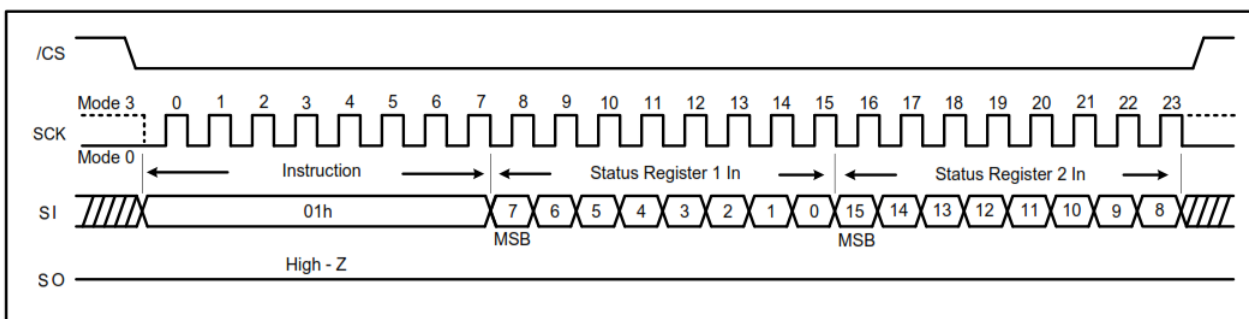 /CS
Mode 3 0 1 2 3 4 5 6 7 8 9 10 11 12 13 14 15 16 17 18 19 20 21 22 23
SCK
Mode 0
Instruction Status Register 1 In Status Register 2 In
SI 01h 7 6 5 4 3 2 1 0 15 14 13 12 11 10 9 8
MSB MSB
High - Z
SO